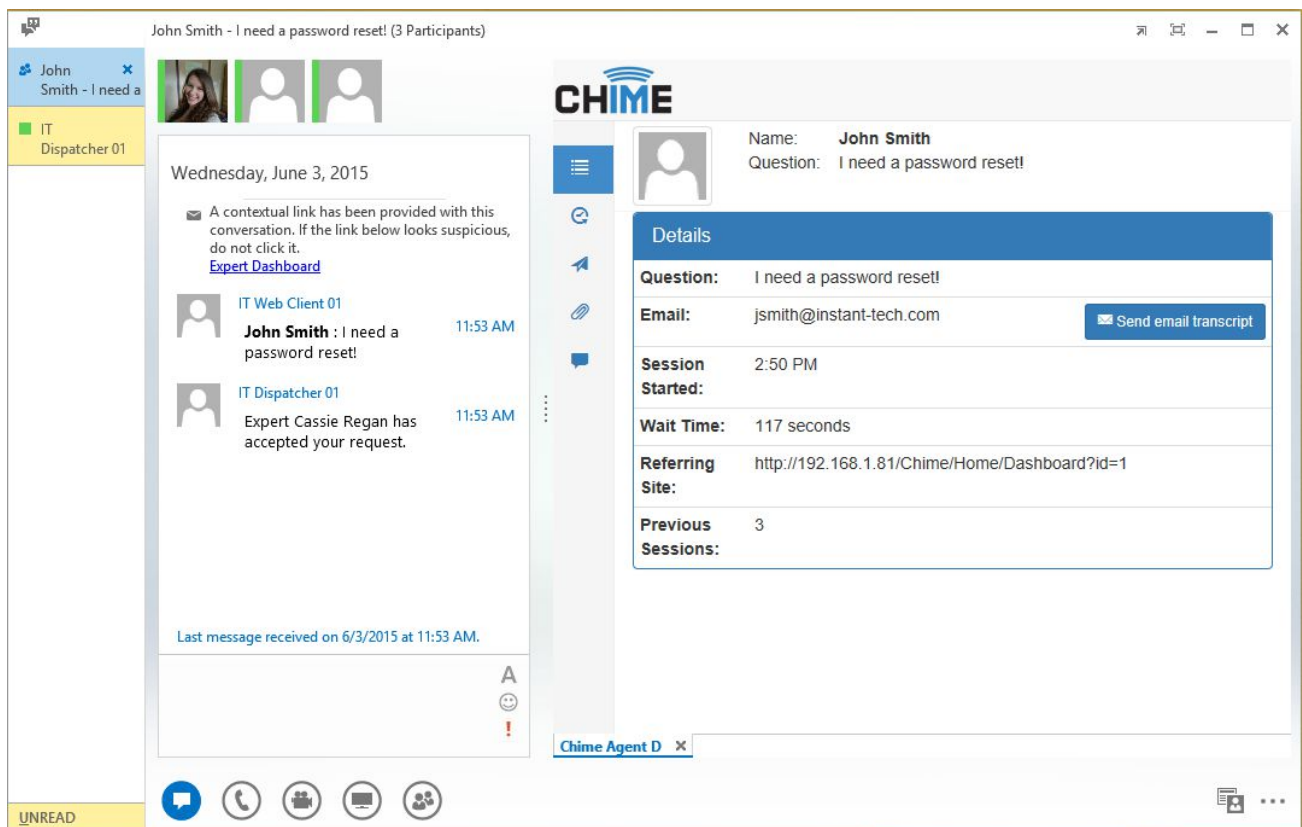 John Smith - I need a password reset! (3 Participants)
John
Smith - I need a
IT
Dispatcher 01
UNREAD
Wednesday, June 3, 2015
A contextual link has been provided with this
conversation. If the link below looks suspicious,
do not click it.
Expert Dashboard
IT Web Client 01
John Smith : I need a
password reset!
11:53 AM
IT Dispatcher 01
Expert Cassie Regan has
accepted your request.
11:53 AM
Last message received on 6/3/2015 at 11:53 AM.
A
!
CHIME
Name: John Smith
Question: I need a password reset!
Details
Question: I need a password reset!
Email: jsmith@instant-tech.com
Send email transcript
Session
Started:
2:50 PM
Wait Time: 117 seconds
Referring
Site:
http://192.168.1.81/Chime/Home/Dashboard?id=1
Previous
Sessions:
3
Chime Agent D